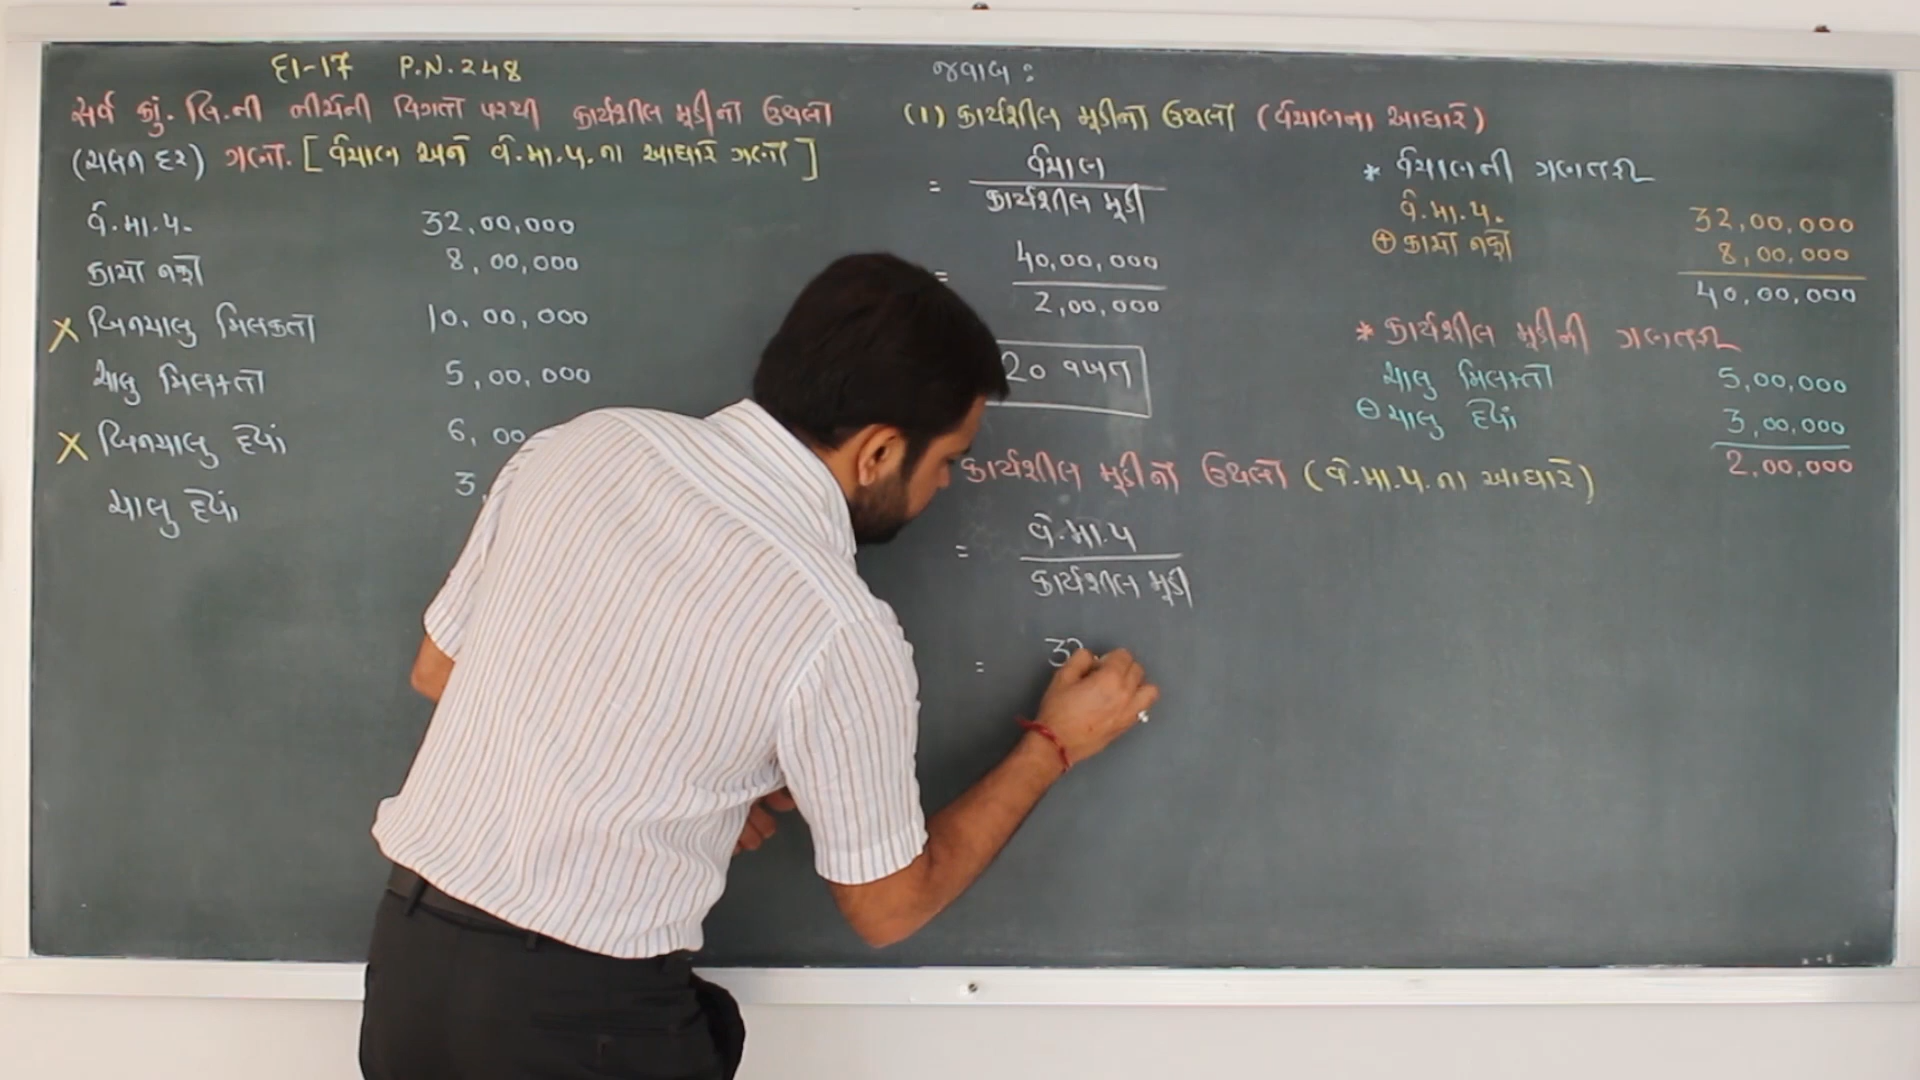 દા-17 P.N. 248
સર્વ કું. લિ.ની નીચેની વિગતો પરથી કાર્યશીલ મૂડીનો ઉથલો
(ચલન દર) ગણો. [વેચાણ અને વે.મા.પ.ના આધારે ગણો]
વે.મા.પ. 32,00,000
કાચો નફો 8,00,000
X બિનચાલુ મિલકતો 10,00,000
ચાલુ મિલકતો 5,00,000
X બિનચાલુ દેવાં 6,00
ચાલુ દેવાં 3,
જવાબ :
(1) કાર્યશીલ મૂડીનો ઉથલો (વેચાણના આધારે)
= વેચાણ
કાર્યશીલ મૂડી
= 40,00,000
2,00,000
20 વખત
કાર્યશીલ મૂડીનો ઉથલો (વે.મા.પ.ના આધારે)
= વે.મા.પ
કાર્યશીલ મૂડી
= 32,
* વેચાણની ગણતરી
વે.મા.પ. 32,00,000
⊕ કાચો નફો 8,00,000
40,00,000
* કાર્યશીલ મૂડીની ગણતરી
ચાલુ મિલકતો 5,00,000
⊖ ચાલુ દેવાં 3,00,000
2,00,000